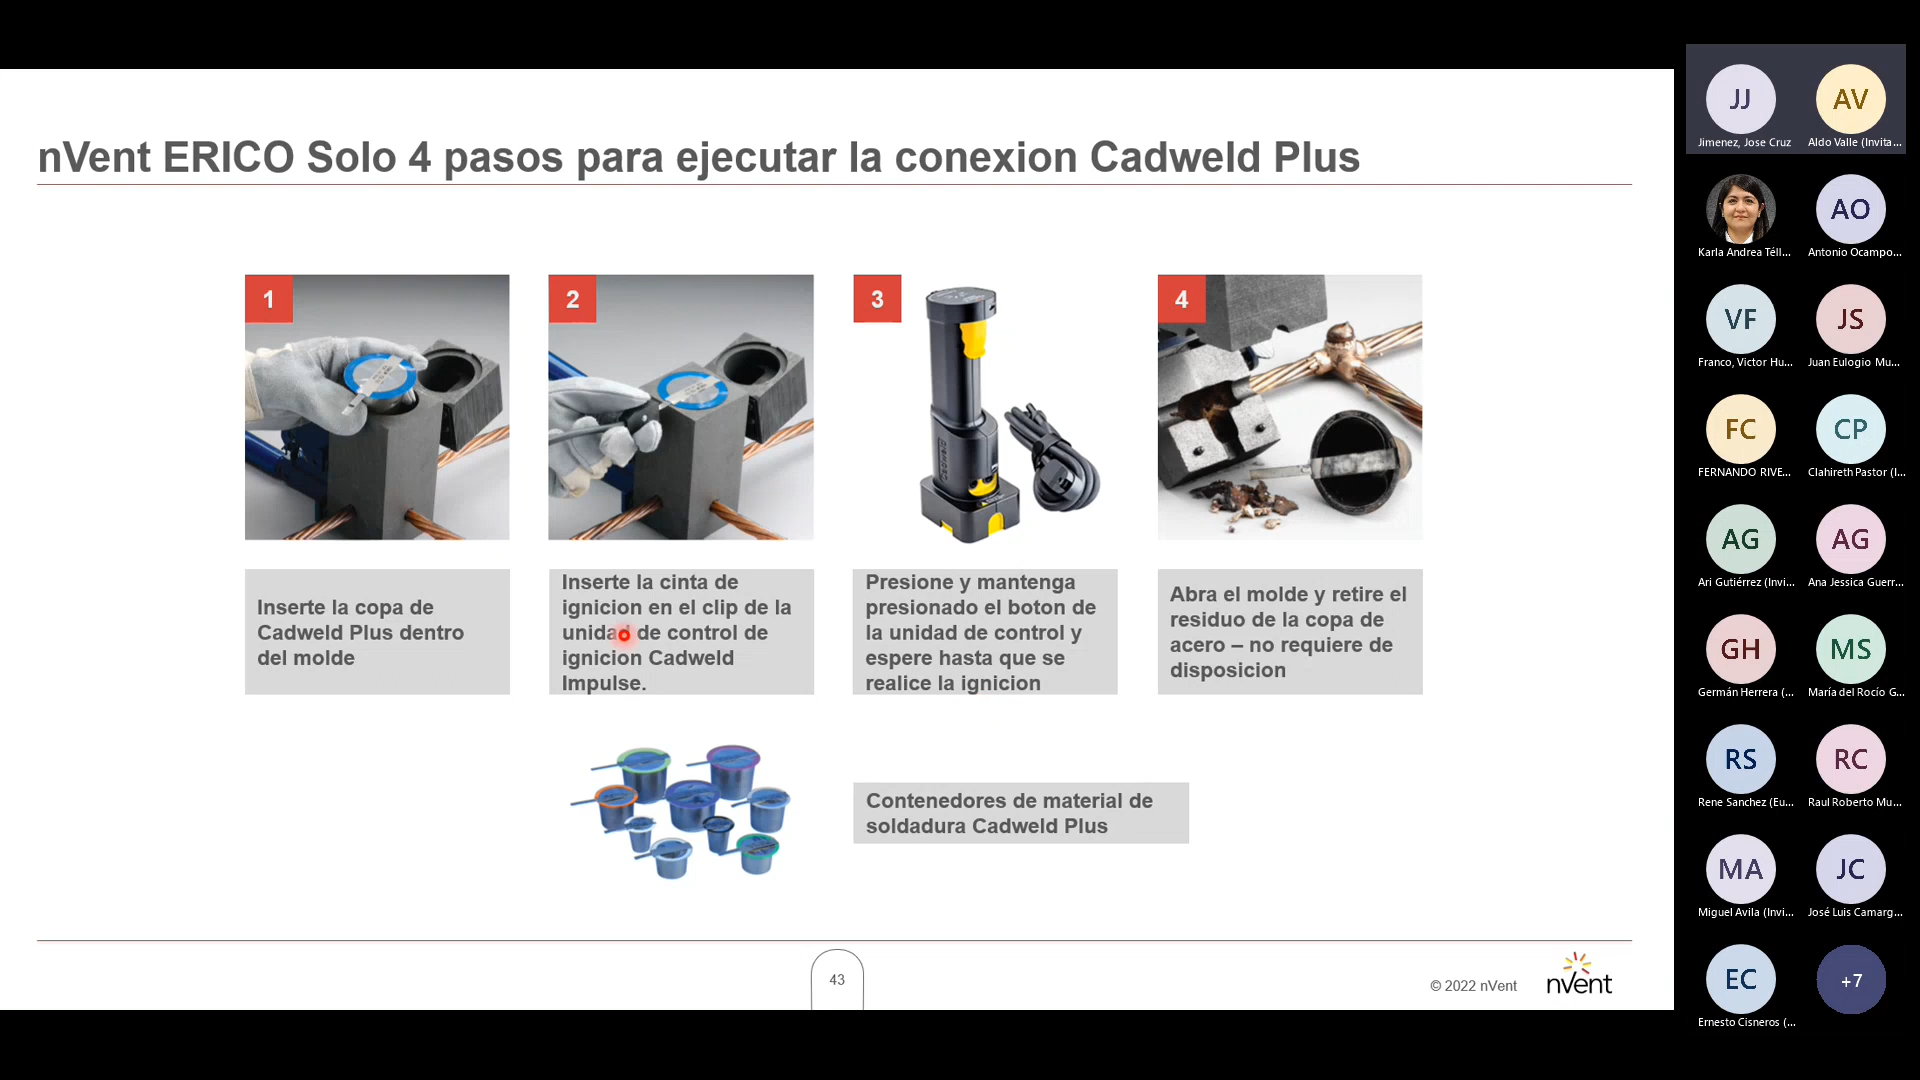 nVent ERICO Solo 4 pasos para ejecutar la conexion Cadweld Plus
1
2
3
4
Inserte la copa de
Cadweld Plus dentro
del molde
Inserte la cinta de
ignicion en el clip de la
unidad de control de
ignicion Cadweld
Impulse.
Presione y mantenga
presionado el boton de
la unidad de control y
espere hasta que se
realice la ignicion
Abra el molde y retire el
residuo de la copa de
acero – no requiere de
disposicion
Contenedores de material de
soldadura Cadweld Plus
43
© 2022 nVent
nVent
JJ
Jimenez, Jose Cruz
AV
Aldo Valle (Invita...
Karla Andrea Téll...
AO
Antonio Ocampo...
VF
Franco, Victor Hu...
JS
Juan Eulogio Mu...
FC
FERNANDO RIVE...
CP
Clahireth Pastor (I...
AG
Ari Gutiérrez (Invi...
AG
Ana Jessica Guerr...
GH
Germán Herrera (...
MS
María del Rocío G...
RS
Rene Sanchez (Eu...
RC
Raul Roberto Mu...
MA
Miguel Avila (Invi...
JC
José Luis Camarg...
EC
Ernesto Cisneros (...
+7